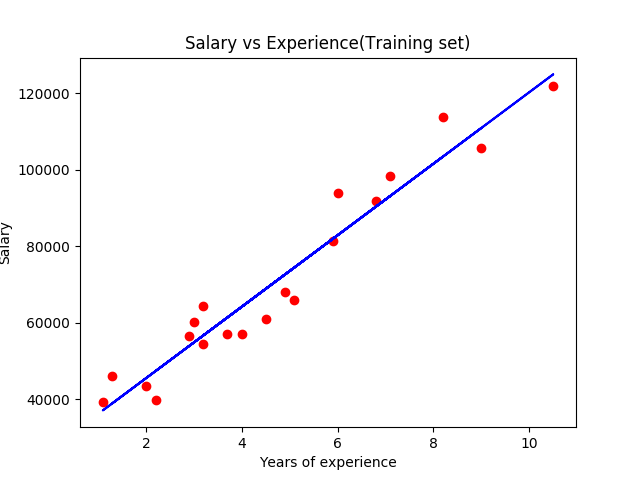 Salary vs Experience(Training set)
120000
100000
80000
60000
40000
Salary
2 4 6 8 10
Years of experience